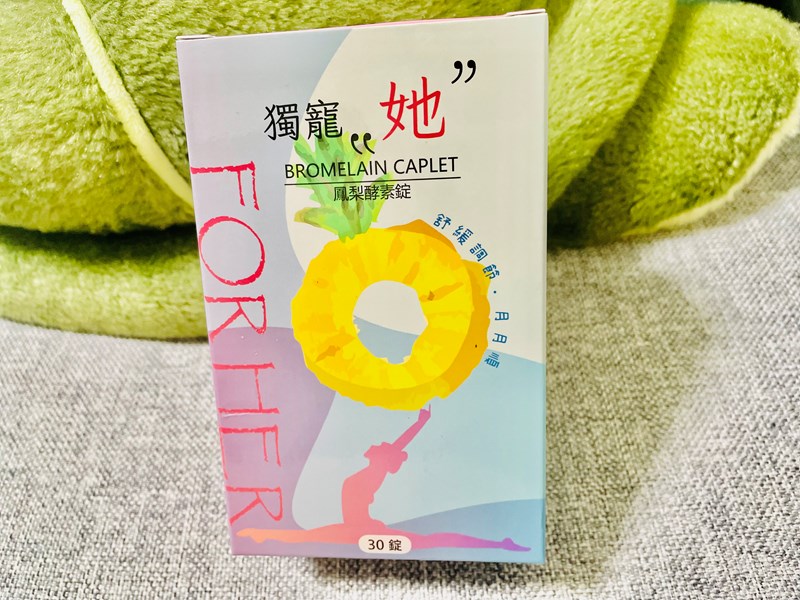 獨寵“她”
BROMELAIN CAPLET
鳳梨酵素錠
舒緩調節．月月順
FOR HER
30 錠